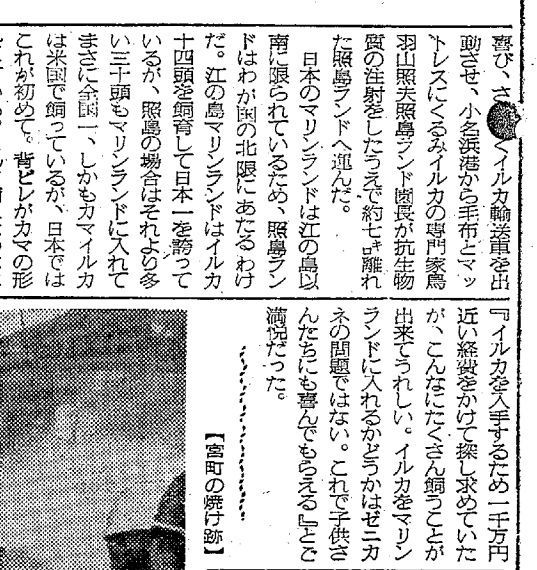 喜び、さ　くイルカ輸送車を出
動させ、小名浜港から毛布とマッ
トレスにくるみイルカの専門家鳥
羽山照夫照島ランド園長が抗生物
質の注射をしたうえで約七㌔離れ
た照島ランドへ運んだ。
日本のマリンランドは江の島以
南に限られているため、照島ラン
ドはわが国の北限にあたる わけ
だ。江の島マリンランドはイルカ
十四頭を飼育して日本一を誇って
いるが、照島の場合はそれより多
い三十頭もマリンランドに入れて
まさに全国一、しかもカマイルカ
は米国で飼っているが、日本では
これが初めて。背ビレがカマの形
『イルカを入手するため一千万円
近い経費をかけて探し求めていた
が、こんなにたくさん飼うことが
出来てうれしい。イルカをマリン
ランドに入れるかどうかはゼニカ
ネの問題ではない。これで子供さ
んたちにも喜んでもらえる』とご
満悦だった。
【宮町の焼け跡】